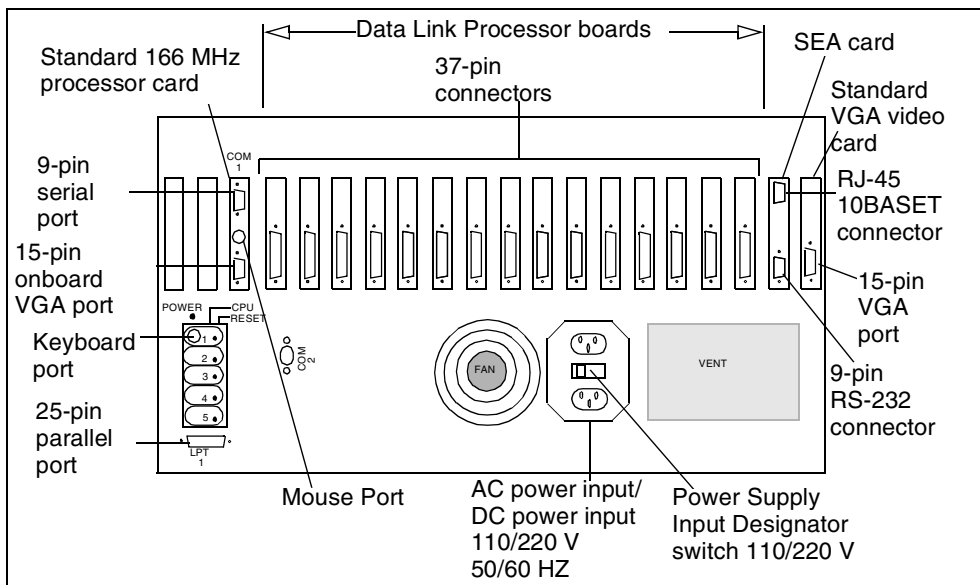 Data Link Processor boards
SEA card
Standard 166 MHz
processor card
37-pin
connectors
Standard
VGA video
card
COM
1
9-pin
serial
port
RJ-45
10BASET
connector
15-pin
onboard
VGA port
15-pin
VGA
port
POWER
CPU
RESET
Keyboard
port
1
2
3
4
5
COM
2
FAN
VENT
9-pin
RS-232
connector
25-pin
parallel
port
LPT
1
Mouse Port
AC power input/
DC power input
110/220 V
50/60 HZ
Power Supply
Input Designator
switch 110/220 V